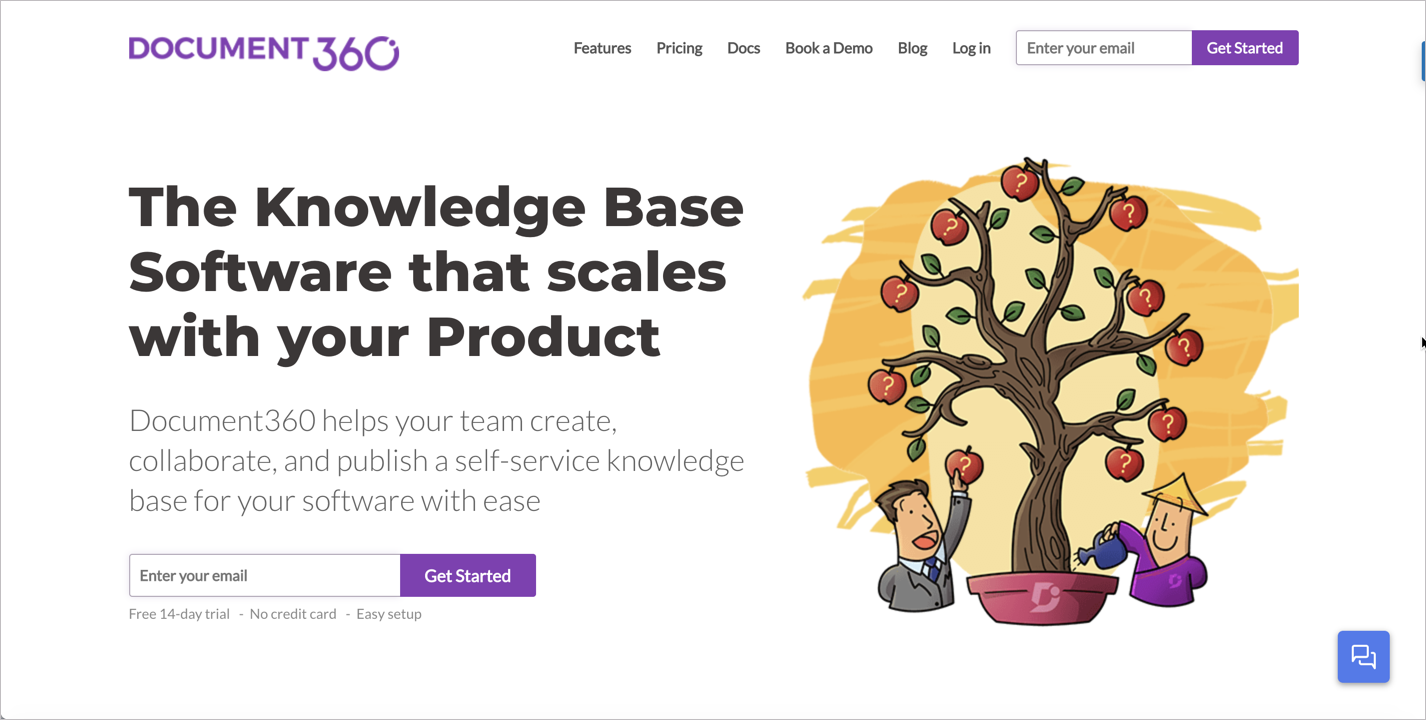 DOCUMENT360
Features Pricing Docs Book a Demo Blog Log in Enter your email Get Started
The Knowledge Base
Software that scales
with your Product
Document360 helps your team create,
collaborate, and publish a self-service knowledge
base for your software with ease
Enter your email Get Started
Free 14-day trial - No credit card - Easy setup
? ? ? ? ? ? ? ? ? ?